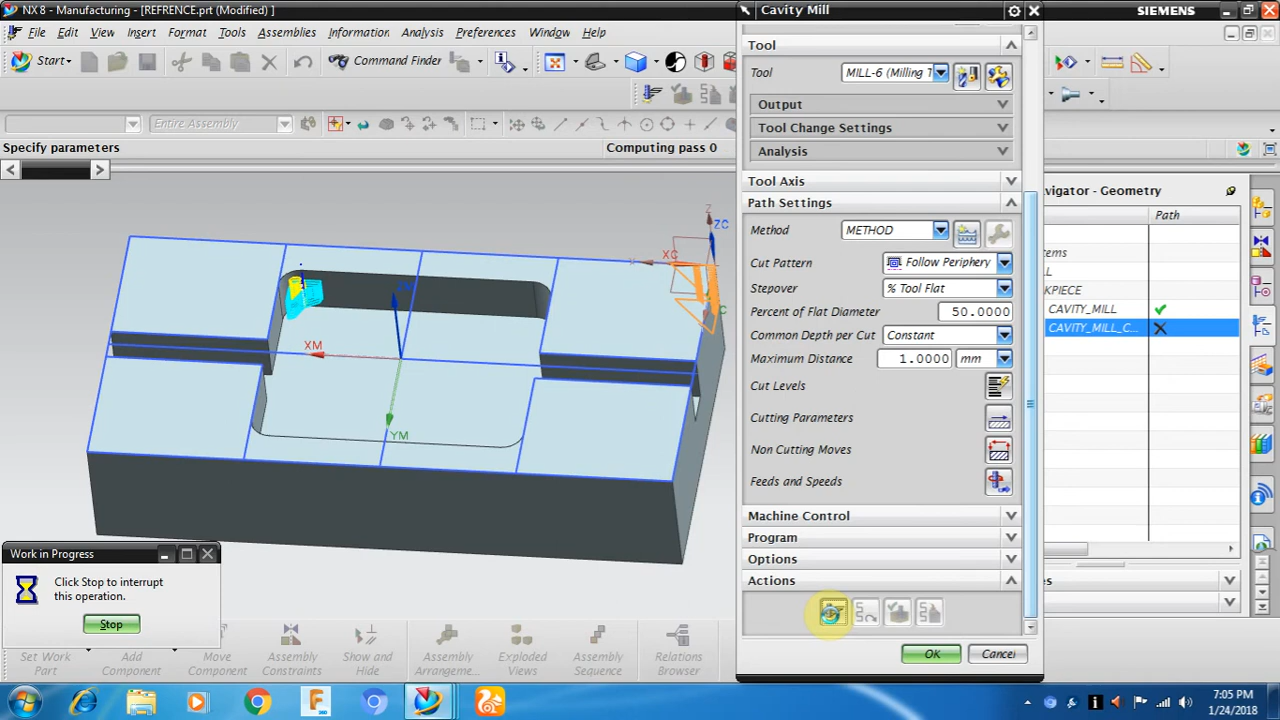 NX 8 - Manufacturing - [REFRENCE.prt (Modified) ]
SIEMENS
File Edit View Insert Format Tools Assemblies Information Analysis Preferences Window Help
Start
Command Finder
Entire Assembly
Specify parameters
Computing pass 0
Cavity Mill
Tool
Tool MILL-6 (Milling T
Output
Tool Change Settings
Analysis
Tool Axis
Path Settings
Method METHOD
Cut Pattern Follow Periphery
Stepover % Tool Flat
Percent of Flat Diameter 50.0000
Common Depth per Cut Constant
Maximum Distance 1.0000 mm
Cut Levels
Cutting Parameters
Non Cutting Moves
Feeds and Speeds
Machine Control
Program
Options
Actions
OK Cancel
vigator - Geometry
Path
CAVITY_MILL
CAVITY_MILL_C...
Z
ZC
XC
XM
YM
Work in Progress
Click Stop to interrupt
this operation.
Stop
Set Work Part
Add Component
Move Component
Assembly Constraints
Show and Hide
Assembly Arrangeme...
Exploded Views
Assembly Sequence
Relations Browser
7:05 PM
1/24/2018